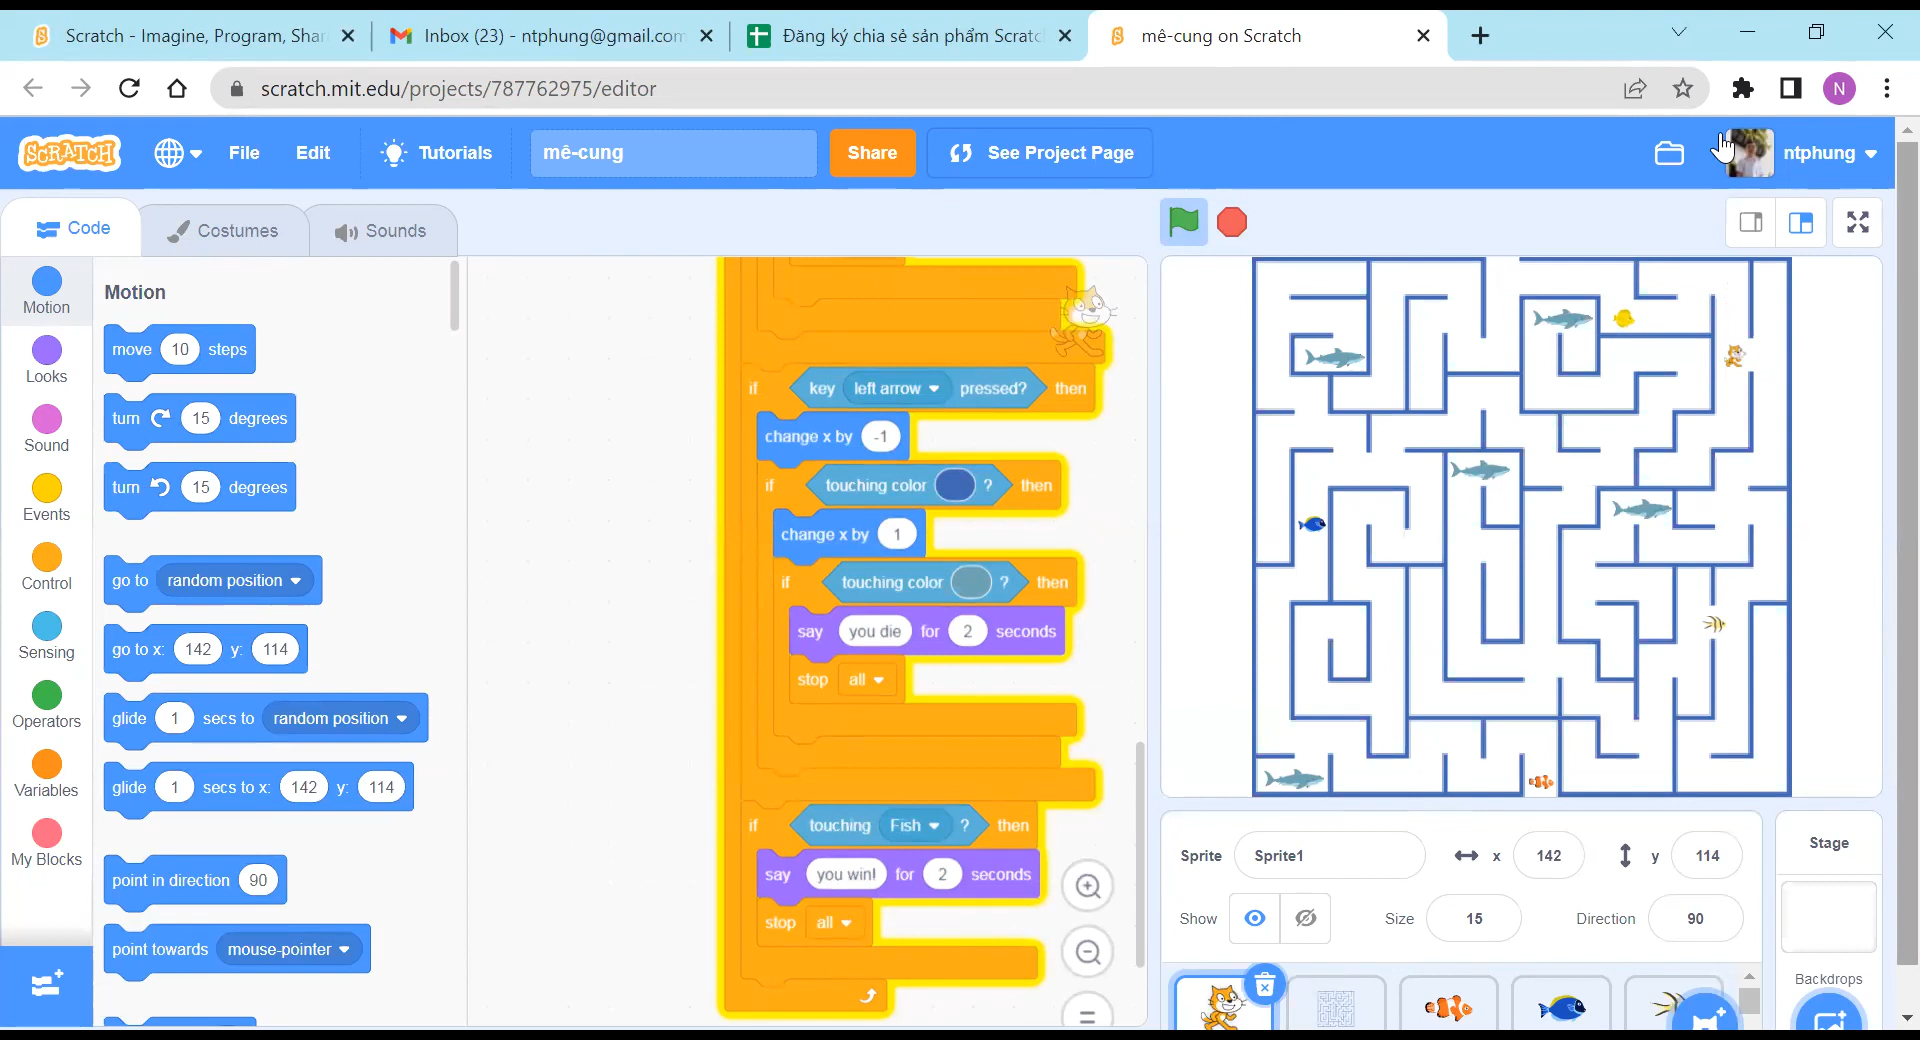 Scratch - Imagine, Program, Shar
Inbox (23) - ntphung@gmail.com
Đăng ký chia sẻ sản phẩm Scratc
mê-cung on Scratch
scratch.mit.edu/projects/787762975/editor
N
SCRATCH
File
Edit
Tutorials
mê-cung
Share
See Project Page
ntphung
Code
Costumes
Sounds
Motion
Looks
Sound
Events
Control
Sensing
Operators
Variables
My Blocks
Motion
move 10 steps
turn 15 degrees
turn 15 degrees
go to random position
go to x: 142 y: 114
glide 1 secs to random position
glide 1 secs to x: 142 y: 114
point in direction 90
point towards mouse-pointer
if key left arrow pressed? then
change x by -1
if touching color ? then
change x by 1
if touching color ? then
say you die for 2 seconds
stop all
if touching Fish ? then
say you win! for 2 seconds
stop all
Sprite Sprite1 x 142 y 114
Show Size 15 Direction 90
Stage
Backdrops